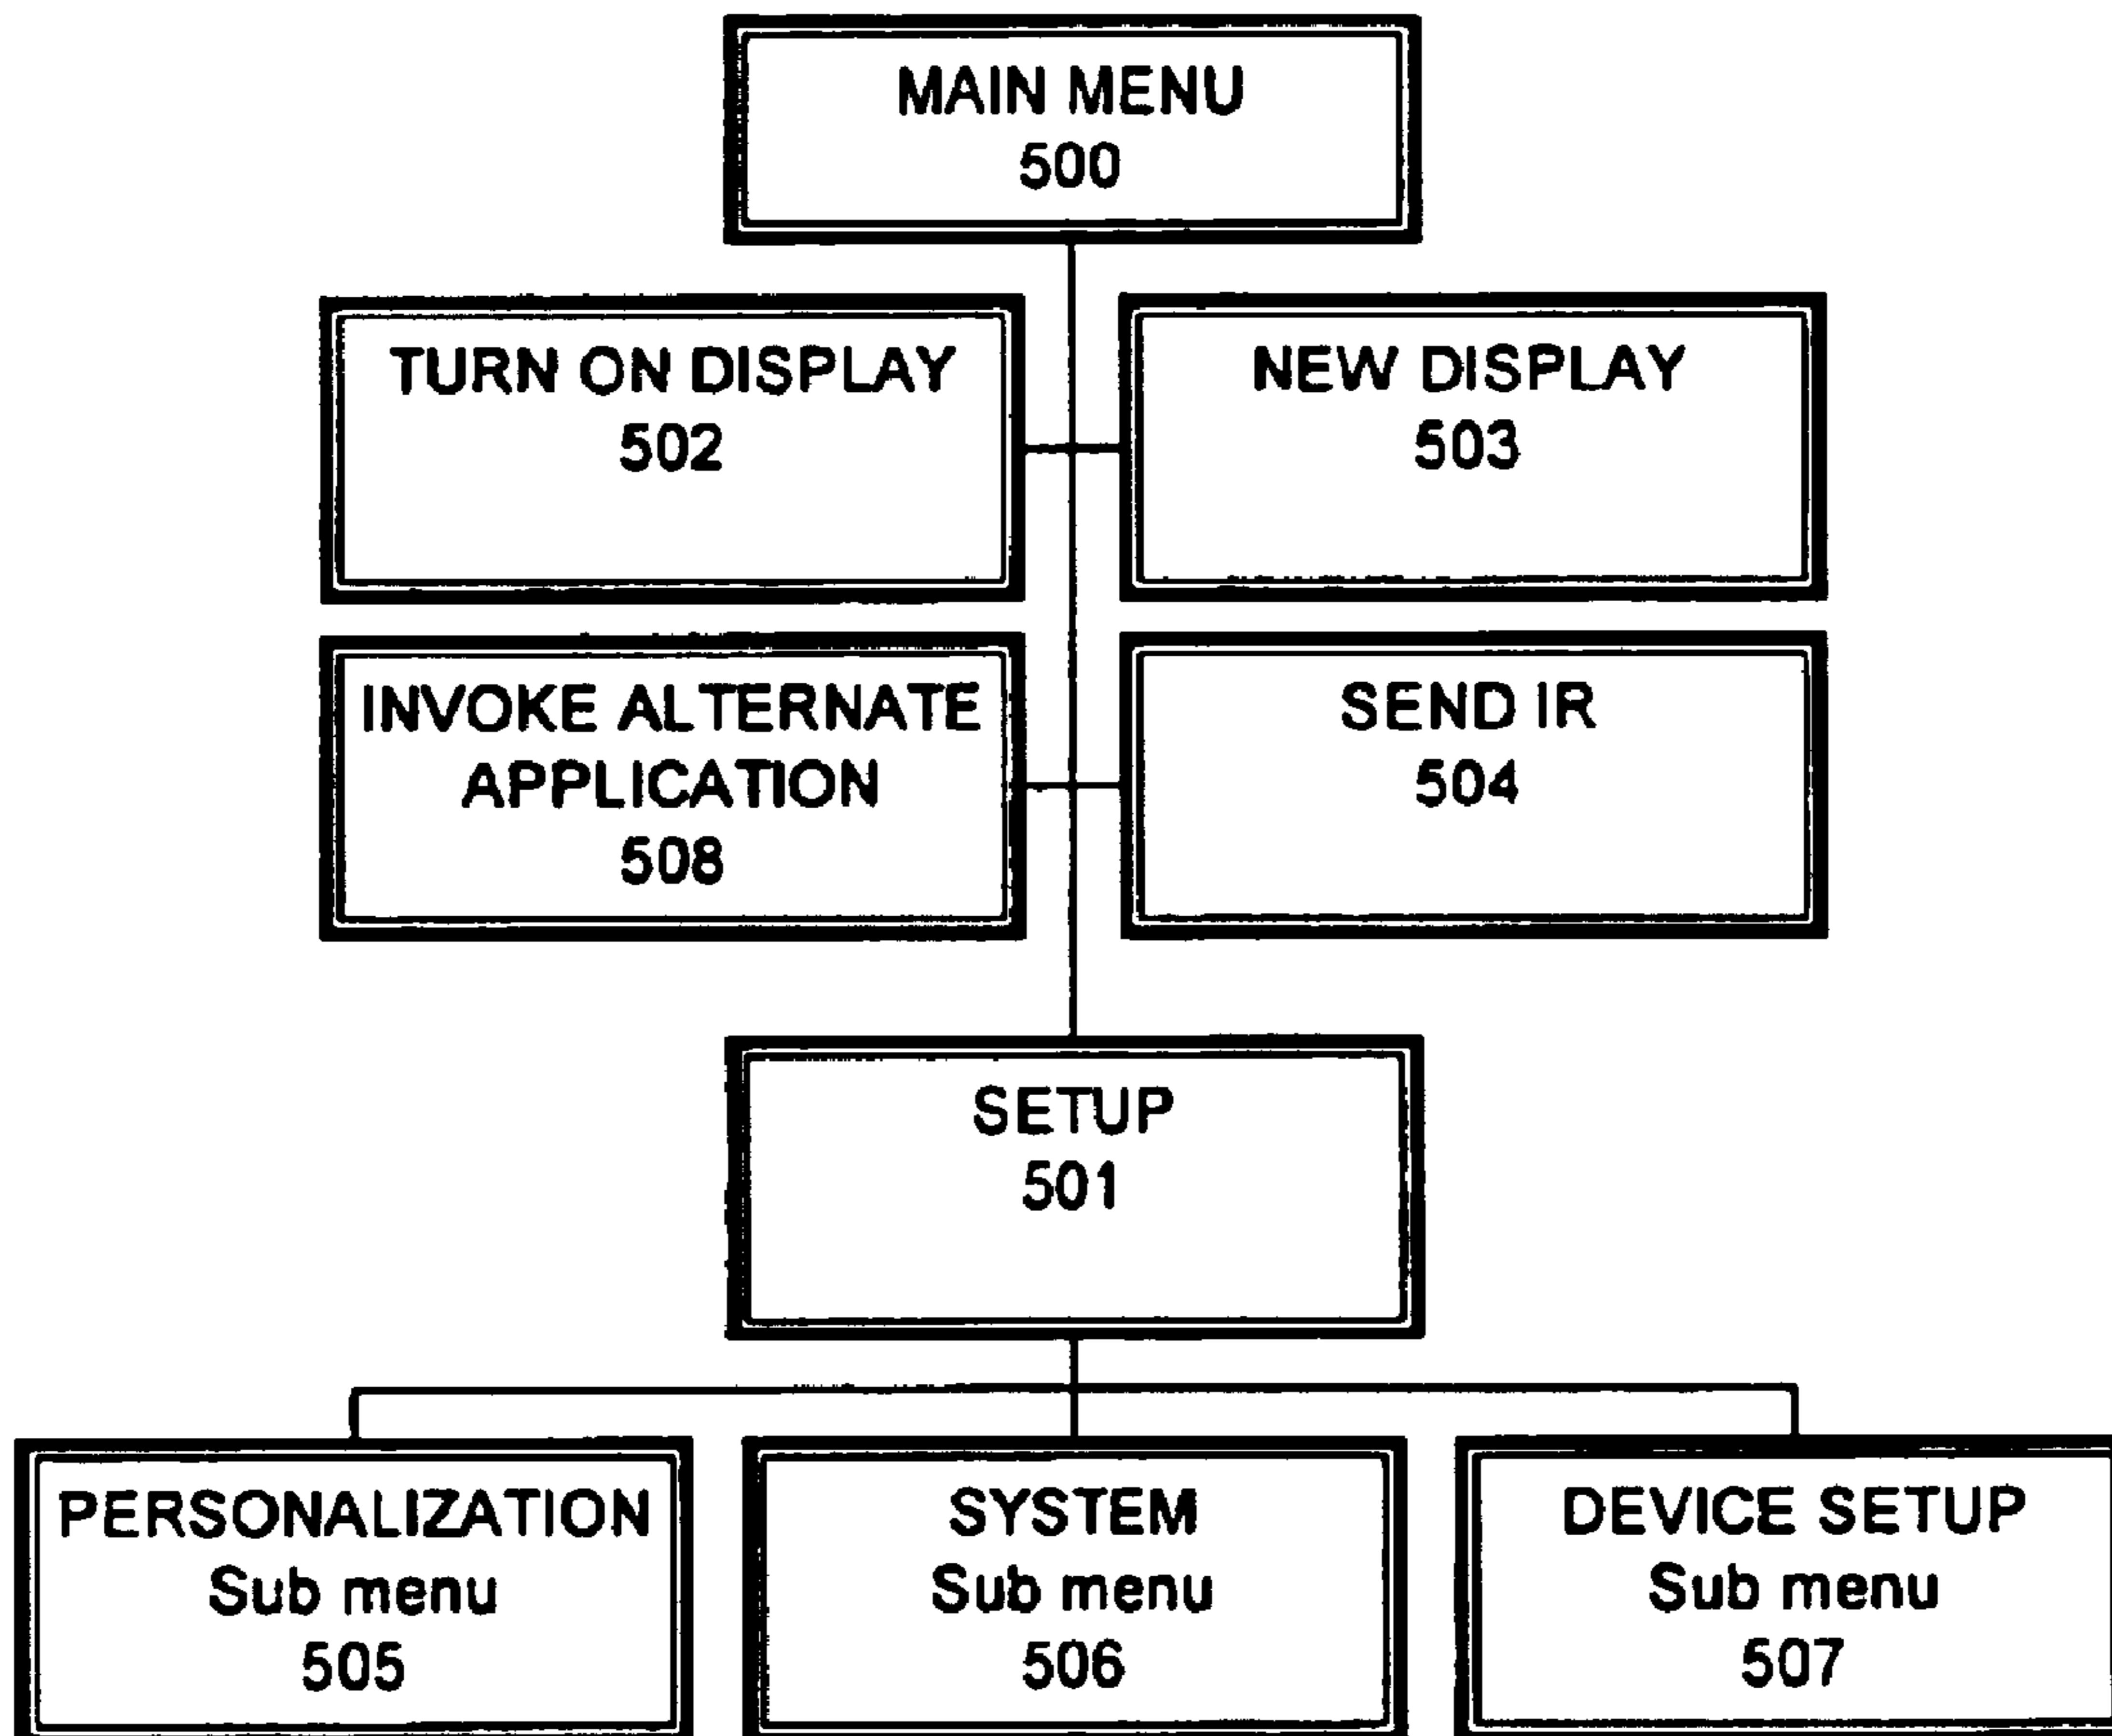 MAIN MENU
500
TURN ON DISPLAY
502
NEW DISPLAY
503
INVOKE ALTERNATE
APPLICATION
508
SEND IR
504
SETUP
501
PERSONALIZATION
Sub menu
505
SYSTEM
Sub menu
506
DEVICE SETUP
Sub menu
507